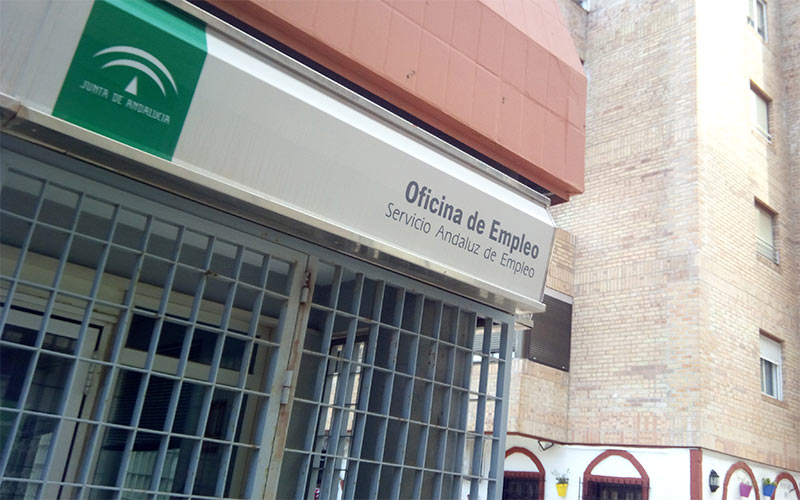 JUNTA DE ANDALUCIA
Oficina de Empleo
Servicio Andaluz de Empleo